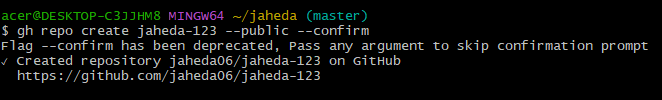 acer@DESKTOP-C3JJHM8 MINGW64 ~/jaheda (master)
$ gh repo create jaheda-123 --public --confirm
Flag --confirm has been deprecated, Pass any argument to skip confirmation prompt
✓ Created repository jaheda06/jaheda-123 on GitHub
  https://github.com/jaheda06/jaheda-123